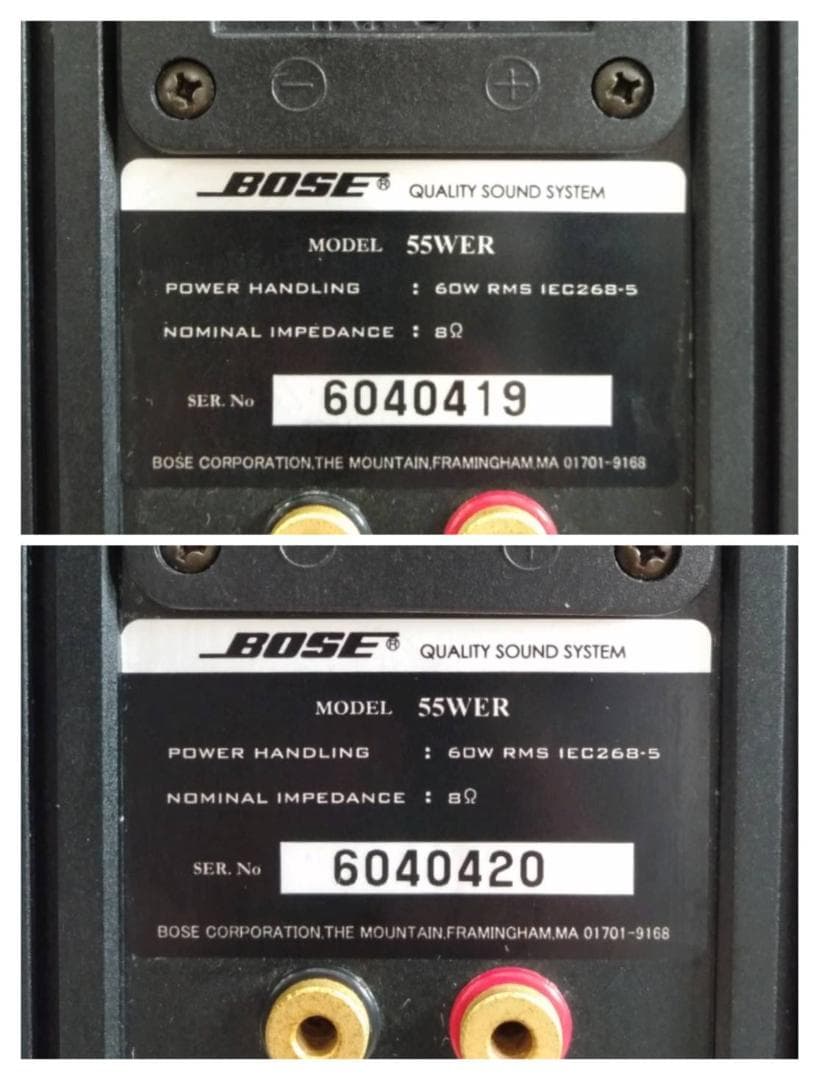 BOSE® QUALITY SOUND SYSTEM
MODEL 55WER
POWER HANDLING : 60W RMS IEC268-5
NOMINAL IMPEDANCE : 8Ω
SER. No 6040419
BOSE CORPORATION,THE MOUNTAIN,FRAMINGHAM,MA 01701-9168
BOSE® QUALITY SOUND SYSTEM
MODEL 55WER
POWER HANDLING : 60W RMS IEC268-5
NOMINAL IMPEDANCE : 8Ω
SER. No 6040420
BOSE CORPORATION,THE MOUNTAIN,FRAMINGHAM,MA 01701-9168